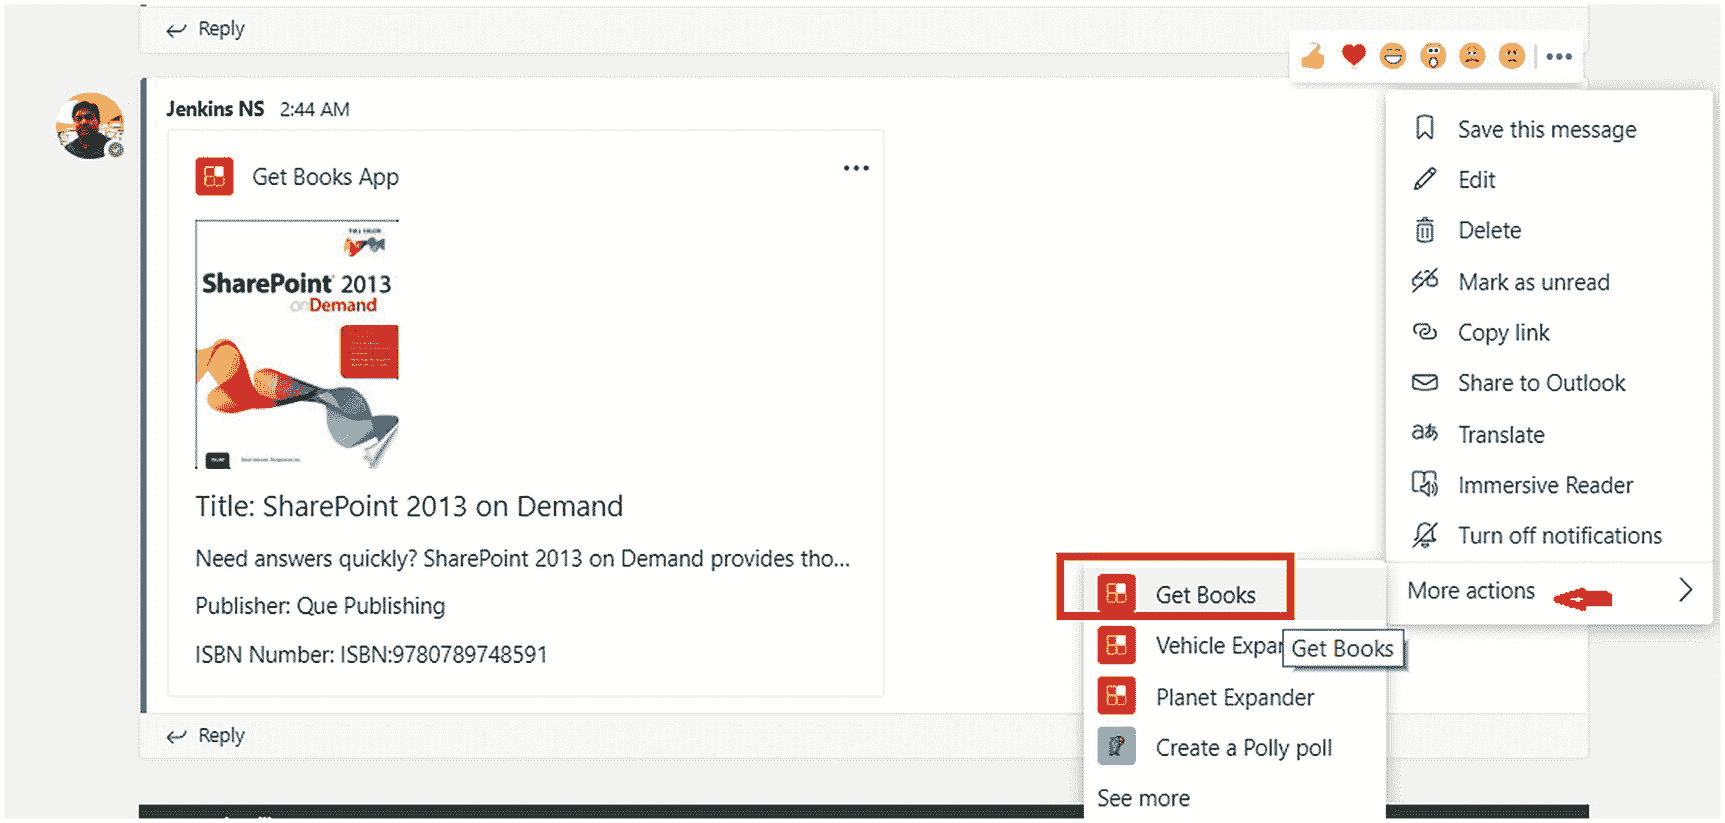 Reply
Jenkins NS 2:44 AM
Get Books App
SharePoint 2013
onDemand
Title: SharePoint 2013 on Demand
Need answers quickly? SharePoint 2013 on Demand provides tho...
Publisher: Que Publishing
ISBN Number: ISBN:9780789748591
Reply
Save this message
Edit
Delete
Mark as unread
Copy link
Share to Outlook
Translate
Immersive Reader
Turn off notifications
More actions
Get Books
Vehicle Expan
Get Books
Planet Expander
Create a Polly poll
See more